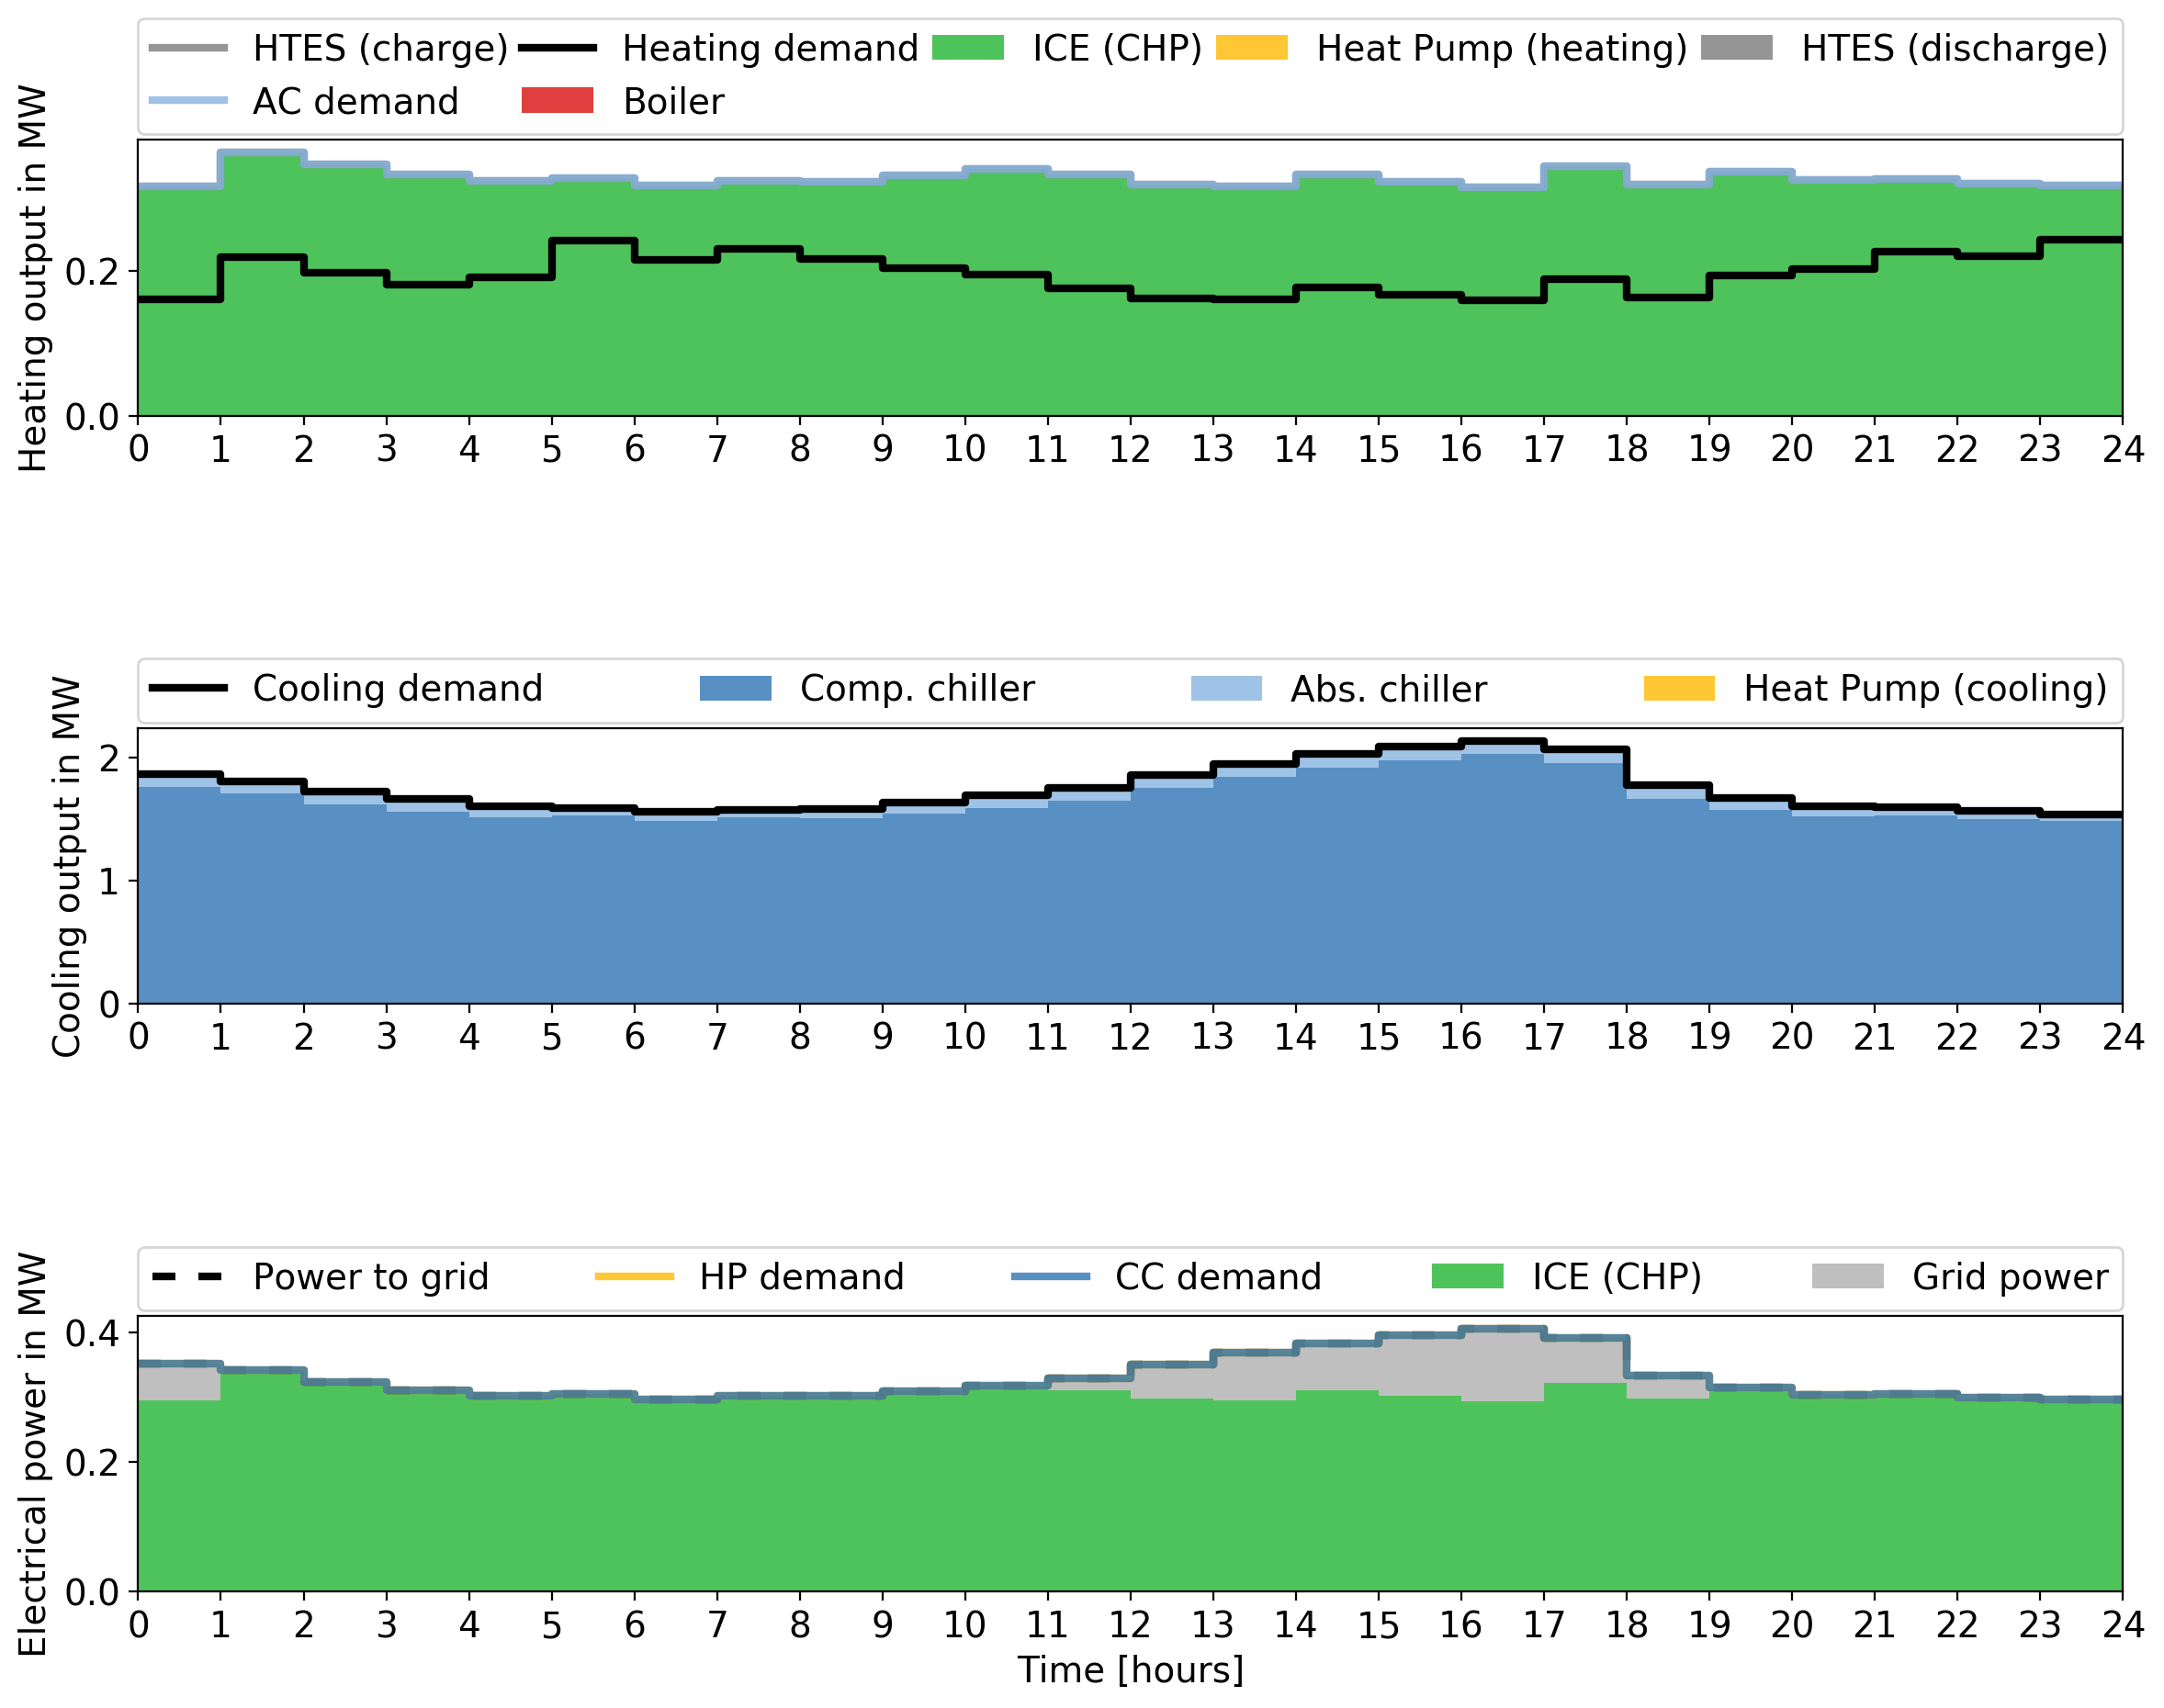 HTES (charge) Heating demand ICE (CHP) Heat Pump (heating) HTES (discharge)
AC demand Boiler
Heating output in MW
0.2
0.0
0 1 2 3 4 5 6 7 8 9 10 11 12 13 14 15 16 17 18 19 20 21 22 23 24
Cooling demand Comp. chiller Abs. chiller Heat Pump (cooling)
Cooling output in MW
2
1
0
0 1 2 3 4 5 6 7 8 9 10 11 12 13 14 15 16 17 18 19 20 21 22 23 24
Power to grid HP demand CC demand ICE (CHP) Grid power
Electrical power in MW
0.4
0.2
0.0
0 1 2 3 4 5 6 7 8 9 10 11 12 13 14 15 16 17 18 19 20 21 22 23 24
Time [hours]